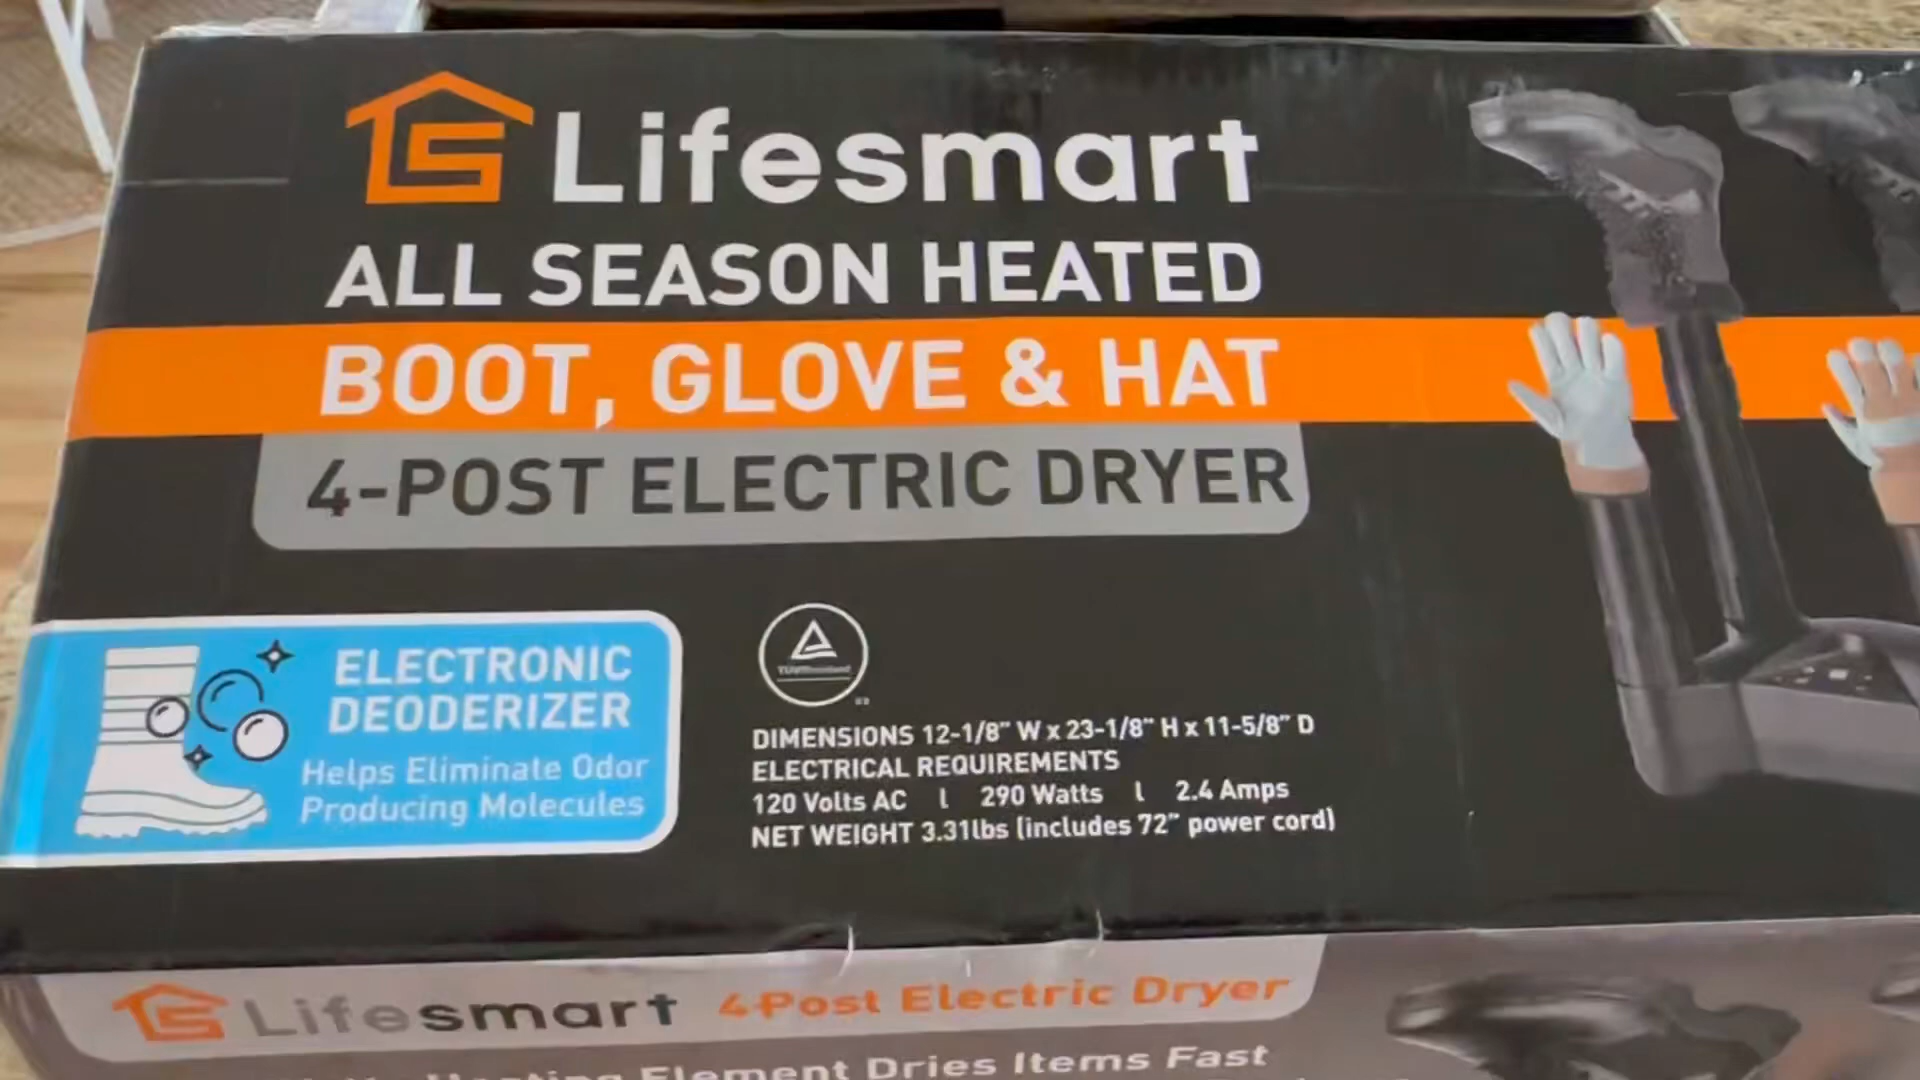 Lifesmart
ALL SEASON HEATED
BOOT, GLOVE & HAT
4-POST ELECTRIC DRYER
ELECTRONIC
DEODERIZER
Helps Eliminate Odor
Producing Molecules
TÜVRheinland
DIMENSIONS 12-1/8" W x 23-1/8" H x 11-5/8" D
ELECTRICAL REQUIREMENTS
120 Volts AC | 290 Watts | 2.4 Amps
NET WEIGHT 3.31lbs (includes 72" power cord)
Lifesmart 4-Post Electric Dryer
Heating Element Dries Items Fast